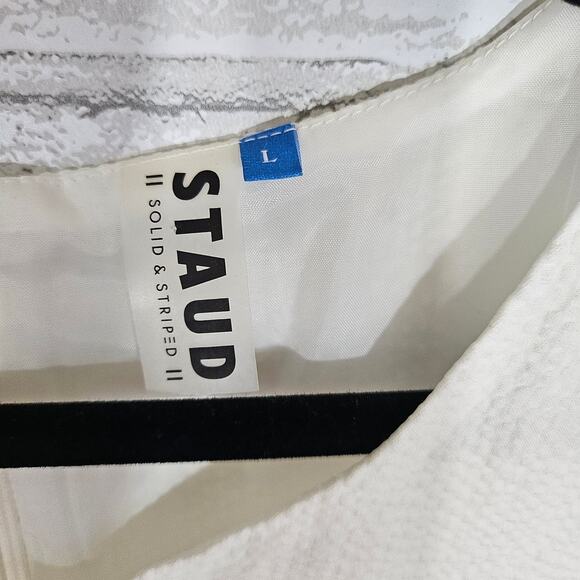 STAUD
|| SOLID & STRIPED ||
L